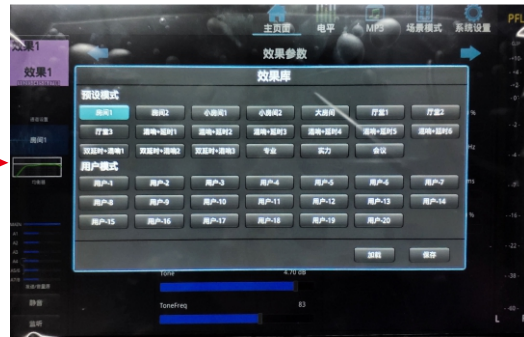 主页面 电平 MP3 场景模式 系统设置 PFL
效果1
效果参数
效果1
效果库
预设模式
房间1 房间2 小房间1 小房间2 大房间 厅堂1 厅堂2
厅堂3 混响+延时1 混响+延时2 混响+延时3 混响+延时4 混响+延时5 混响+延时6
双延时+混响1 双延时+混响2 双延时+混响3 专业 实力 会议
房间1
用户模式
用户-1 用户-2 用户-3 用户-4 用户-5 用户-6 用户-7
用户-8 用户-9 用户-10 用户-11 用户-12 用户-13 用户-14
用户-15 用户-16 用户-17 用户-18 用户-19 用户-20
加载 保存
Tone 4.70 dB
静音
ToneFreq 83
监听
L